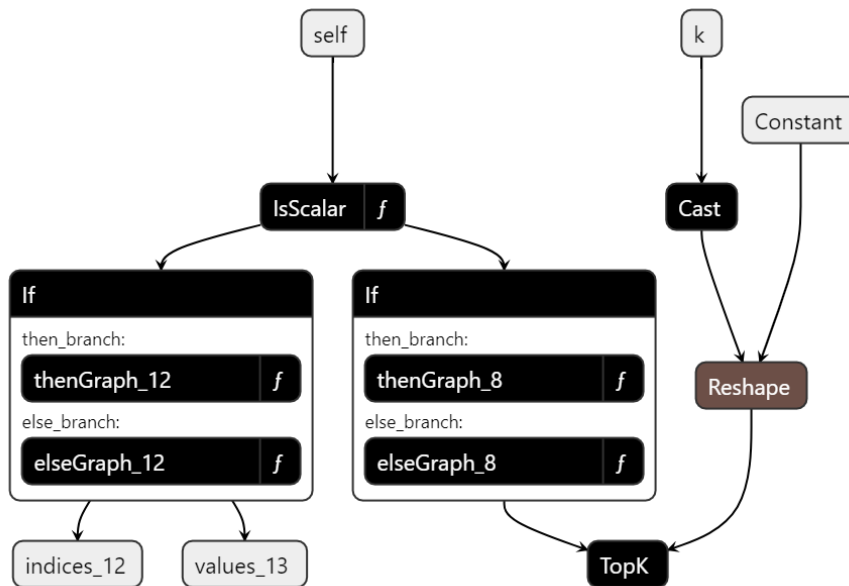 self
k
Constant
IsScalar ƒ
Cast
If
then_branch:
thenGraph_12 ƒ
else_branch:
elseGraph_12 ƒ
If
then_branch:
thenGraph_8 ƒ
else_branch:
elseGraph_8 ƒ
Reshape
indices_12
values_13
TopK